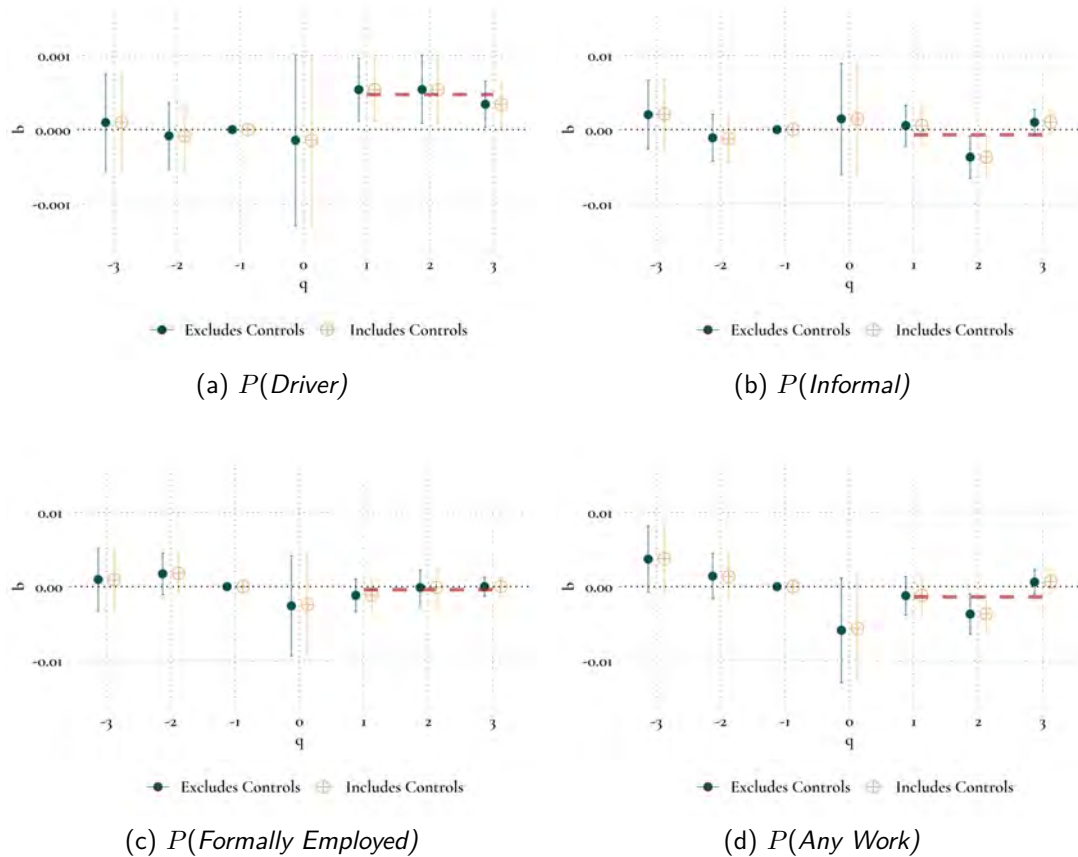 0.001
0.000
-0.001
b
-3 -2 -1 0 1 2 3
q
Excludes Controls Includes Controls
(a) P(Driver)
0.01
0.00
-0.01
b
-3 -2 -1 0 1 2 3
q
Excludes Controls Includes Controls
(b) P(Informal)
0.01
0.00
-0.01
b
-3 -2 -1 0 1 2 3
q
Excludes Controls Includes Controls
(c) P(Formally Employed)
0.01
0.00
-0.01
b
-3 -2 -1 0 1 2 3
q
Excludes Controls Includes Controls
(d) P(Any Work)